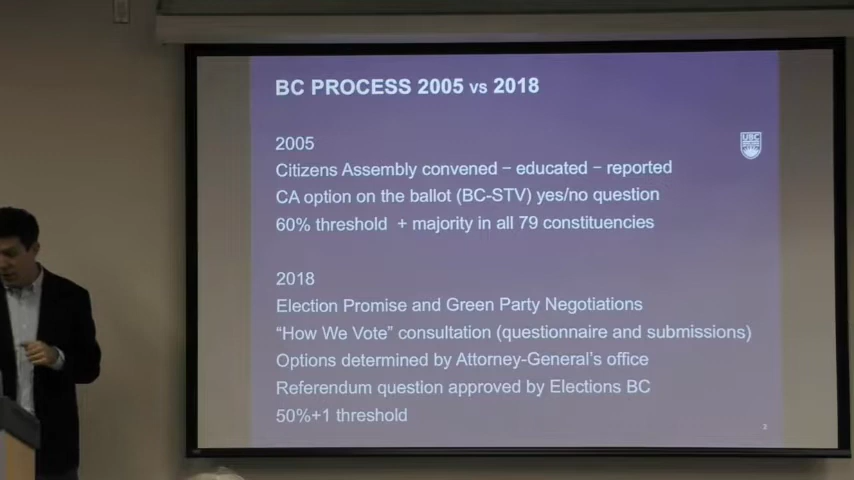 BC PROCESS 2005 vs 2018
UBC
2005
Citizens Assembly convened – educated – reported
CA option on the ballot (BC-STV) yes/no question
60% threshold + majority in all 79 constituencies
2018
Election Promise and Green Party Negotiations
“How We Vote” consultation (questionnaire and submissions)
Options determined by Attorney-General’s office
Referendum question approved by Elections BC
50%+1 threshold